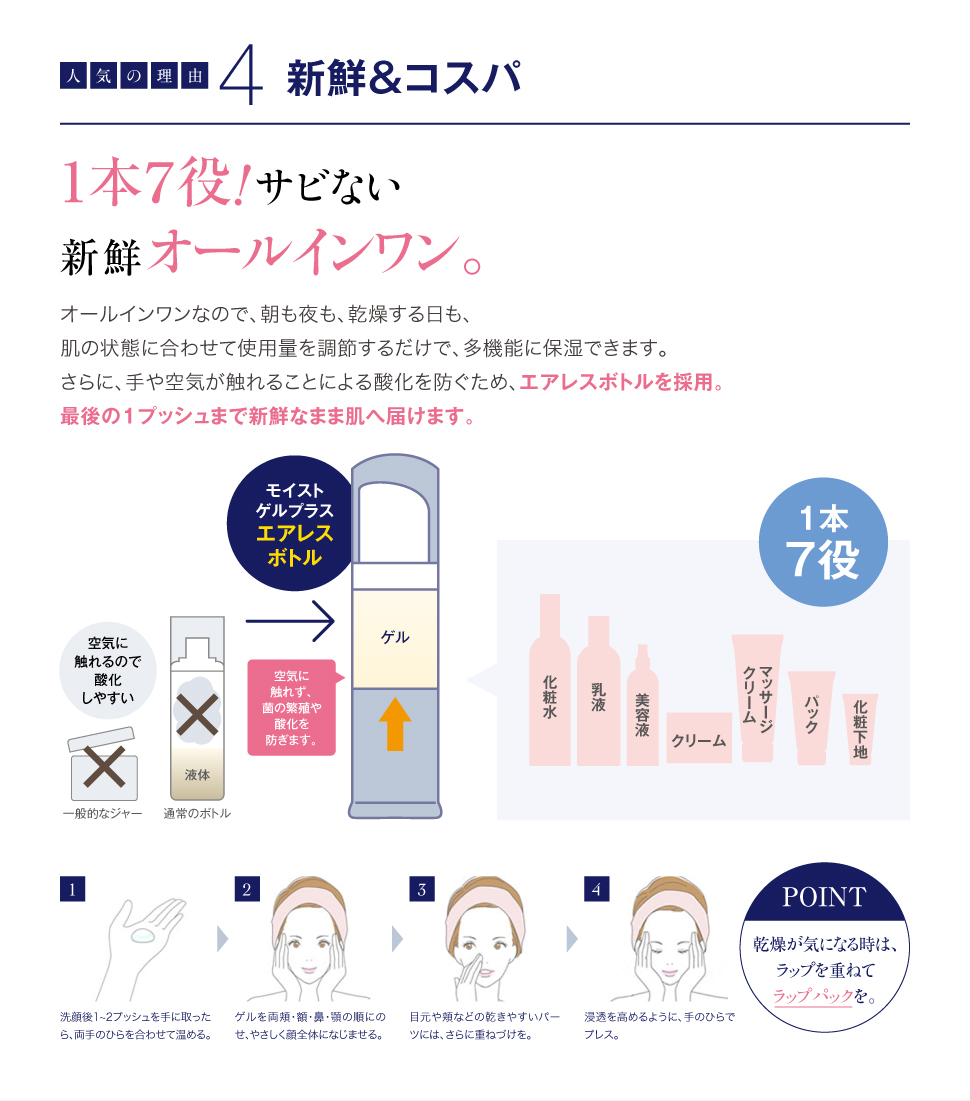 人気の理由 4 新鮮&コスパ
1本7役!サビない
新鮮オールインワン。
オールインワンなので、朝も夜も、乾燥する日も、
肌の状態に合わせて使用量を調節するだけで、多機能に保湿できます。
さらに、手や空気が触れることによる酸化を防ぐため、エアレスボトルを採用。
最後の1プッシュまで新鮮なまま肌へ届けます。
モイスト
ゲルプラス
エアレス
ボトル
空気に
触れるので
酸化
しやすい
一般的なジャー
液体
通常のボトル
空気に
触れず、
菌の繁殖や
酸化を
防ぎます。
ゲル
1本
7役
化粧水
乳液
美容液
クリーム
マッサージ
クリーム
パック
化粧下地
1
洗顔後1~2プッシュを手に取った
ら、両手のひらを合わせて温める。
2
ゲルを両頬・額・鼻・顎の順にの
せ、やさしく顔全体になじませる。
3
目元や頬などの乾きやすいパー
ツには、さらに重ねづけを。
4
浸透を高めるように、手のひらで
プレス。
POINT
乾燥が気になる時は、
ラップを重ねて
ラップパックを。